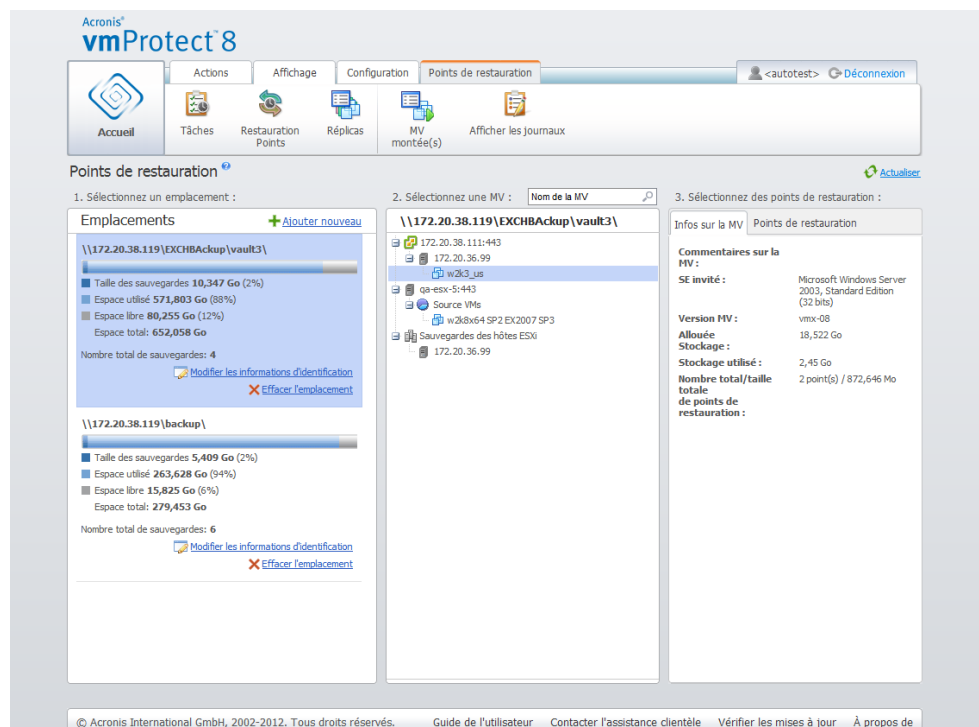 Acronis®
vmProtect™8
Actions
Affichage
Configuration
Points de restauration
<autotest>
Déconnexion
Accueil
Tâches
Restauration
Points
Réplicas
MV
montée(s)
Afficher les journaux
Points de restauration
Actualiser
1. Sélectionnez un emplacement :
Emplacements
Ajouter nouveau
\\172.20.38.119\EXCHBAckup\vault3\
Taille des sauvegardes 10,347 Go (2%)
Espace utilisé 571,803 Go (88%)
Espace libre 80,255 Go (12%)
Espace total: 652,058 Go
Nombre total de sauvegardes: 4
Modifier les informations d'identification
Effacer l'emplacement
\\172.20.38.119\backup\
Taille des sauvegardes 5,409 Go (2%)
Espace utilisé 263,628 Go (94%)
Espace libre 15,825 Go (6%)
Espace total: 279,453 Go
Nombre total de sauvegardes: 6
Modifier les informations d'identification
Effacer l'emplacement
2. Sélectionnez une MV :
Nom de la MV
\\172.20.38.119\EXCHBAckup\vault3\
172.20.38.111:443
172.20.36.99
w2k3_us
qa-esx-5:443
Source VMs
w2k8x64 SP2 EX2007 SP3
Sauvegardes des hôtes ESXi
172.20.36.99
3. Sélectionnez des points de restauration :
Infos sur la MV
Points de restauration
Commentaires sur la
MV :
SE invité :
Microsoft Windows Server
2003, Standard Edition
(32 bits)
Version MV :
vmx-08
Allouée
Stockage :
18,522 Go
Stockage utilisé :
2,45 Go
Nombre total/taille
totale
de points de
restauration :
2 point(s) / 872,646 Mo
© Acronis International GmbH, 2002-2012. Tous droits réservés.
Guide de l'utilisateur
Contacter l'assistance clientèle
Vérifier les mises à jour
À propos de